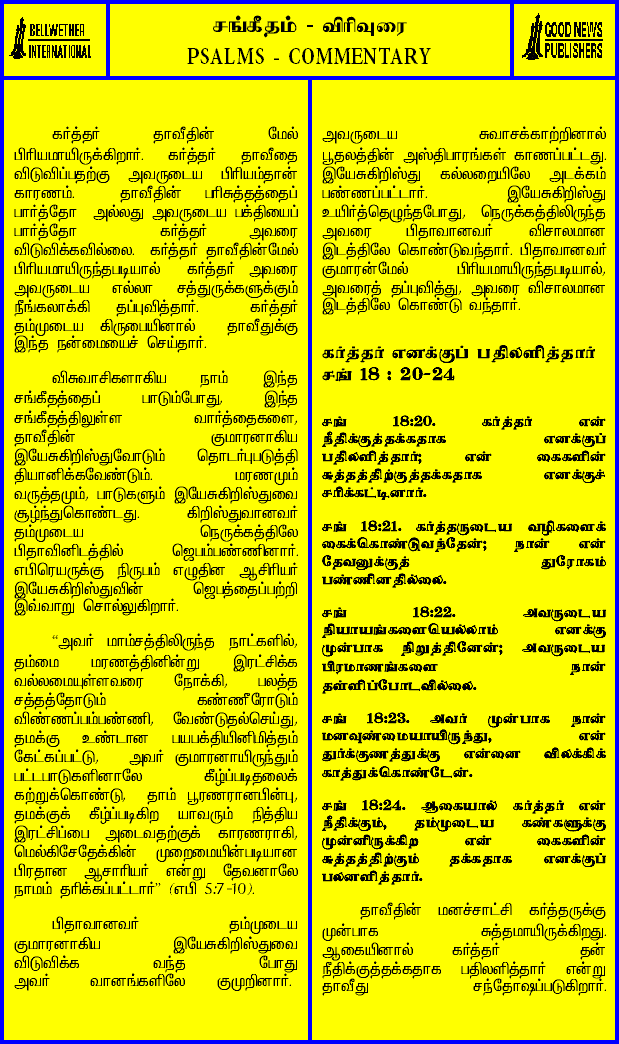 BELLWETHER
INTERNATIONAL
சங்கீதம் - விரிவுரை
PSALMS - COMMENTARY
GOOD NEWS
PUBLISHERS
கர்த்தர் தாவீதின் மேல்
பிரியமாயிருக்கிறார். கர்த்தர் தாவீதை
விடுவிப்பதற்கு அவருடைய பிரியம்தான்
காரணம். தாவீதின் பரிசுத்தத்தைப்
பார்த்தோ அல்லது அவருடைய பக்தியைப்
பார்த்தோ கர்த்தர் அவரை
விடுவிக்கவில்லை. கர்த்தர் தாவீதின்மேல்
பிரியமாயிருந்தபடியால் கர்த்தர் அவரை
அவருடைய எல்லா சத்துருக்களுக்கும்
நீங்கலாக்கி தப்புவித்தார். கர்த்தர்
தம்முடைய கிருபையினால் தாவீதுக்கு
இந்த நன்மையைச் செய்தார்.
விசுவாசிகளாகிய நாம் இந்த
சங்கீதத்தைப் பாடும்போது, இந்த
சங்கீதத்திலுள்ள வார்த்தைகளை,
தாவீதின் குமாரனாகிய
இயேசுகிறிஸ்துவோடும் தொடர்புபடுத்தி
தியானிக்கவேண்டும். மரணமும்
வருத்தமும், பாடுகளும் இயேசுகிறிஸ்துவை
சூழ்ந்துகொண்டது. கிறிஸ்துவானவர்
தம்முடைய நெருக்கத்திலே
பிதாவினிடத்தில் ஜெபம்பண்ணினார்.
எபிரெயருக்கு நிருபம் எழுதின ஆசிரியர்
இயேசுகிறிஸ்துவின் ஜெபத்தைப்பற்றி
இவ்வாறு சொல்லுகிறார்.
“அவர் மாம்சத்திலிருந்த நாட்களில்,
தம்மை மரணத்தினின்று இரட்சிக்க
வல்லமையுள்ளவரை நோக்கி, பலத்த
சத்தத்தோடும் கண்ணீரோடும்
விண்ணப்பம்பண்ணி, வேண்டுதல்செய்து,
தமக்கு உண்டான பயபக்தியினிமித்தம்
கேட்கப்பட்டு, அவர் குமாரனாயிருந்தும்
பட்டபாடுகளினாலே கீழ்ப்படிதலைக்
கற்றுக்கொண்டு, தாம் பூரணரானபின்பு,
தமக்குக் கீழ்ப்படிகிற யாவரும் நித்திய
இரட்சிப்பை அடைவதற்குக் காரணராகி,
மெல்கிசேதேக்கின் முறைமையின்படியான
பிரதான ஆசாரியர் என்று தேவனாலே
நாமம் தரிக்கப்பட்டார்” (எபி 5:7-10).
பிதாவானவர் தம்முடைய
குமாரனாகிய இயேசுகிறிஸ்துவை
விடுவிக்க வந்த போது
அவர் வானங்களிலே குமுறினார்.
அவருடைய சுவாசக்காற்றினால்
பூதலத்தின் அஸ்திபாரங்கள் காணப்பட்டது.
இயேசுகிறிஸ்து கல்லறையிலே அடக்கம்
பண்ணப்பட்டார். இயேசுகிறிஸ்து
உயிர்த்தெழுந்தபோது, நெருக்கத்திலிருந்த
அவரை பிதாவானவர் விசாலமான
இடத்திலே கொண்டுவந்தார். பிதாவானவர்
குமாரன்மேல் பிரியமாயிருந்தபடியால்,
அவரைத் தப்புவித்து, அவரை விசாலமான
இடத்திலே கொண்டு வந்தார்.
கர்த்தர் எனக்குப் பதில்ளித்தார்
சங் 18 : 20-24
சங் 18:20. கர்த்தர் என்
நீதிக்குத்தக்கதாக எனக்குப்
பதில்ளித்தார்; என் கைகளின்
சுத்தத்திற்குத்தக்கதாக எனக்குச்
சரிக்கட்டினார்.
சங் 18:21. கர்த்தருடைய வழிகளைக்
கைக்கொண்டுவந்தேன்; நான் என்
தேவனுக்குத் துரோகம்
பண்ணினதில்லை.
சங் 18:22. அவருடைய
நியாயங்களையெல்லாம் எனக்கு
முன்பாக நிறுத்தினேன்; அவருடைய
பிரமாணங்களை நான்
தள்ளிப்போடவில்லை.
சங் 18:23. அவர் முன்பாக நான்
மனவுண்மையாயிருந்து, என்
துர்க்குணத்துக்கு என்னை விலக்கிக்
காத்துக்கொண்டேன்.
சங் 18:24. ஆகையால் கர்த்தர் என்
நீதிக்கும், தம்முடைய கண்களுக்கு
முன்னிருக்கிற என் கைகளின்
சுத்தத்திற்கும் தக்கதாக எனக்குப்
பலனளித்தார்.
தாவீதின் மனச்சாட்சி கர்த்தருக்கு
முன்பாக சுத்தமாயிருக்கிறது.
ஆகையினால் கர்த்தர் தன்
நீதிக்குத்தக்கதாக பதிலளித்தார் என்று
தாவீது சந்தோஷப்படுகிறார்.